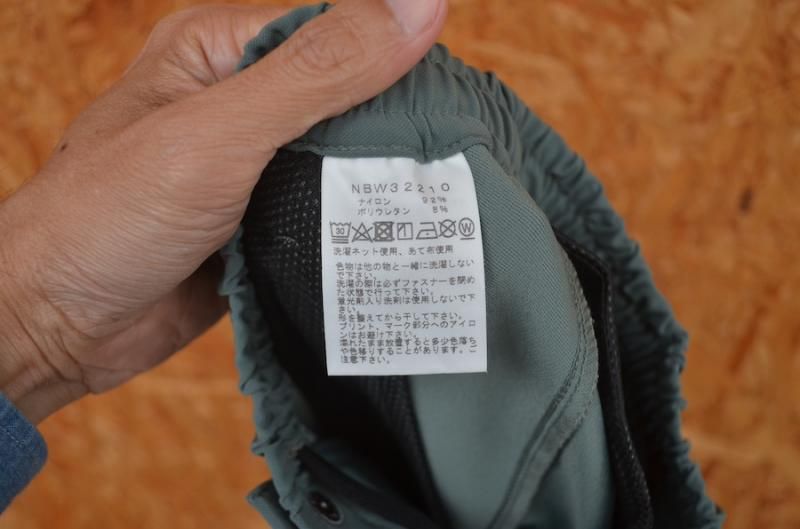 NBW32210
ナイロン 92%
ポリウレタン 8%
30 W
洗濯ネット使用、あて布使用
色物は他の物と一緒に洗濯しない
で下さい。
洗濯の際は必ずファスナーを閉め
た状態で行って下さい。
蛍光剤入り洗剤は使用しないで下
さい。
形を整えてから干して下さい。
プリント、マーク部分へのアイロ
ンはお避け下さい。
濡れたまま放置すると多少色落ち
や色移りすることがあります。ご
注意下さい。